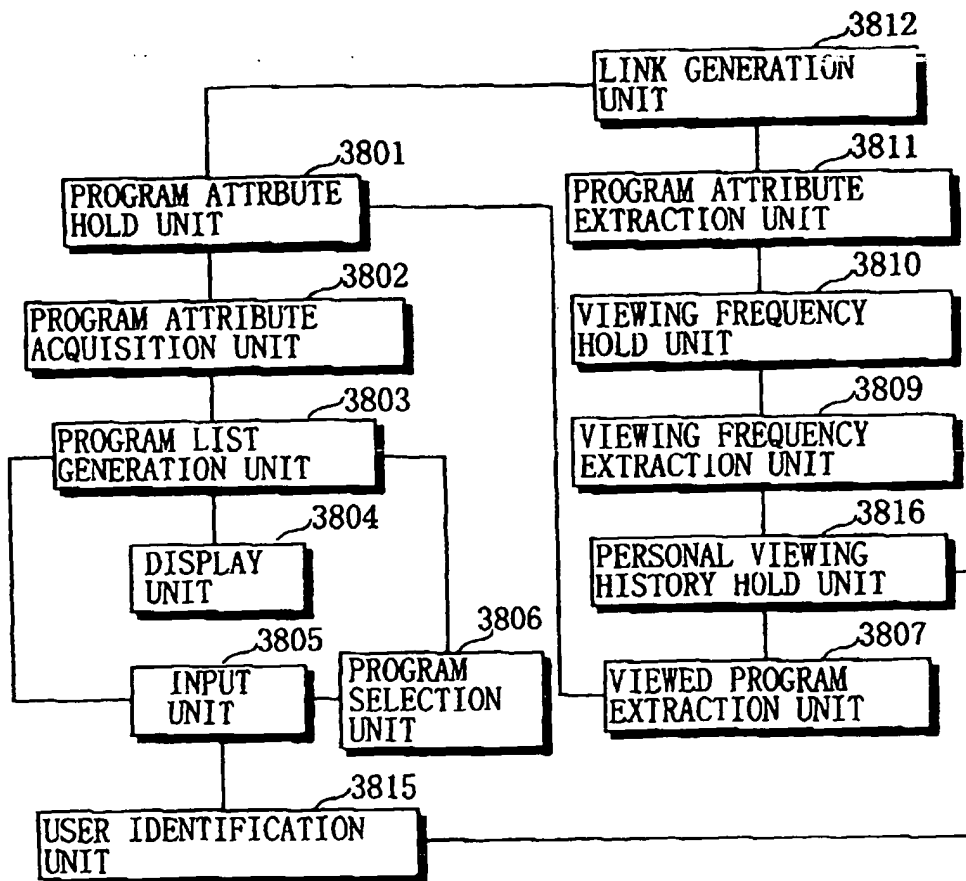 3812
LINK GENERATION
UNIT
3801
PROGRAM ATTRBUTE
HOLD UNIT
3811
PROGRAM ATTRIBUTE
EXTRACTION UNIT
3802
PROGRAM ATTRIBUTE
ACQUISITION UNIT
3810
VIEWING FREQUENCY
HOLD UNIT
3803
PROGRAM LIST
GENERATION UNIT
3809
VIEWING FREQUENCY
EXTRACTION UNIT
3804
DISPLAY
UNIT
3816
PERSONAL VIEWING
HISTORY HOLD UNIT
3805
INPUT
UNIT
3806
PROGRAM
SELECTION
UNIT
3807
VIEWED PROGRAM
EXTRACTION UNIT
3815
USER IDENTIFICATION
UNIT